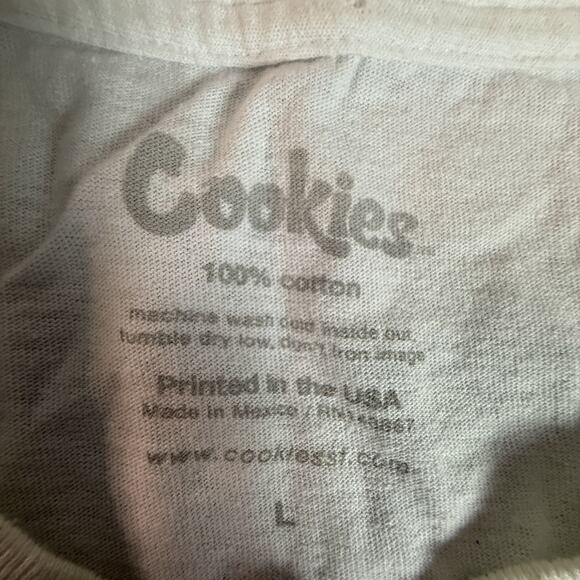 Cookies™
100% cotton
machine wash cold inside out,
tumble dry low, don't iron image
Printed in the USA
Made in Mexico /
www.cookiessf.com
L